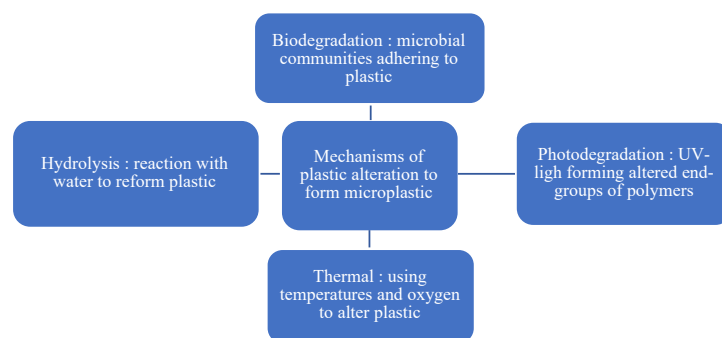 Biodegradation : microbial
communities adhering to
plastic
Hydrolysis : reaction with
water to reform plastic
Mechanisms of
plastic alteration to
form microplastic
Photodegradation : UV-
ligh forming altered end-
groups of polymers
Thermal : using
temperatures and oxygen
to alter plastic